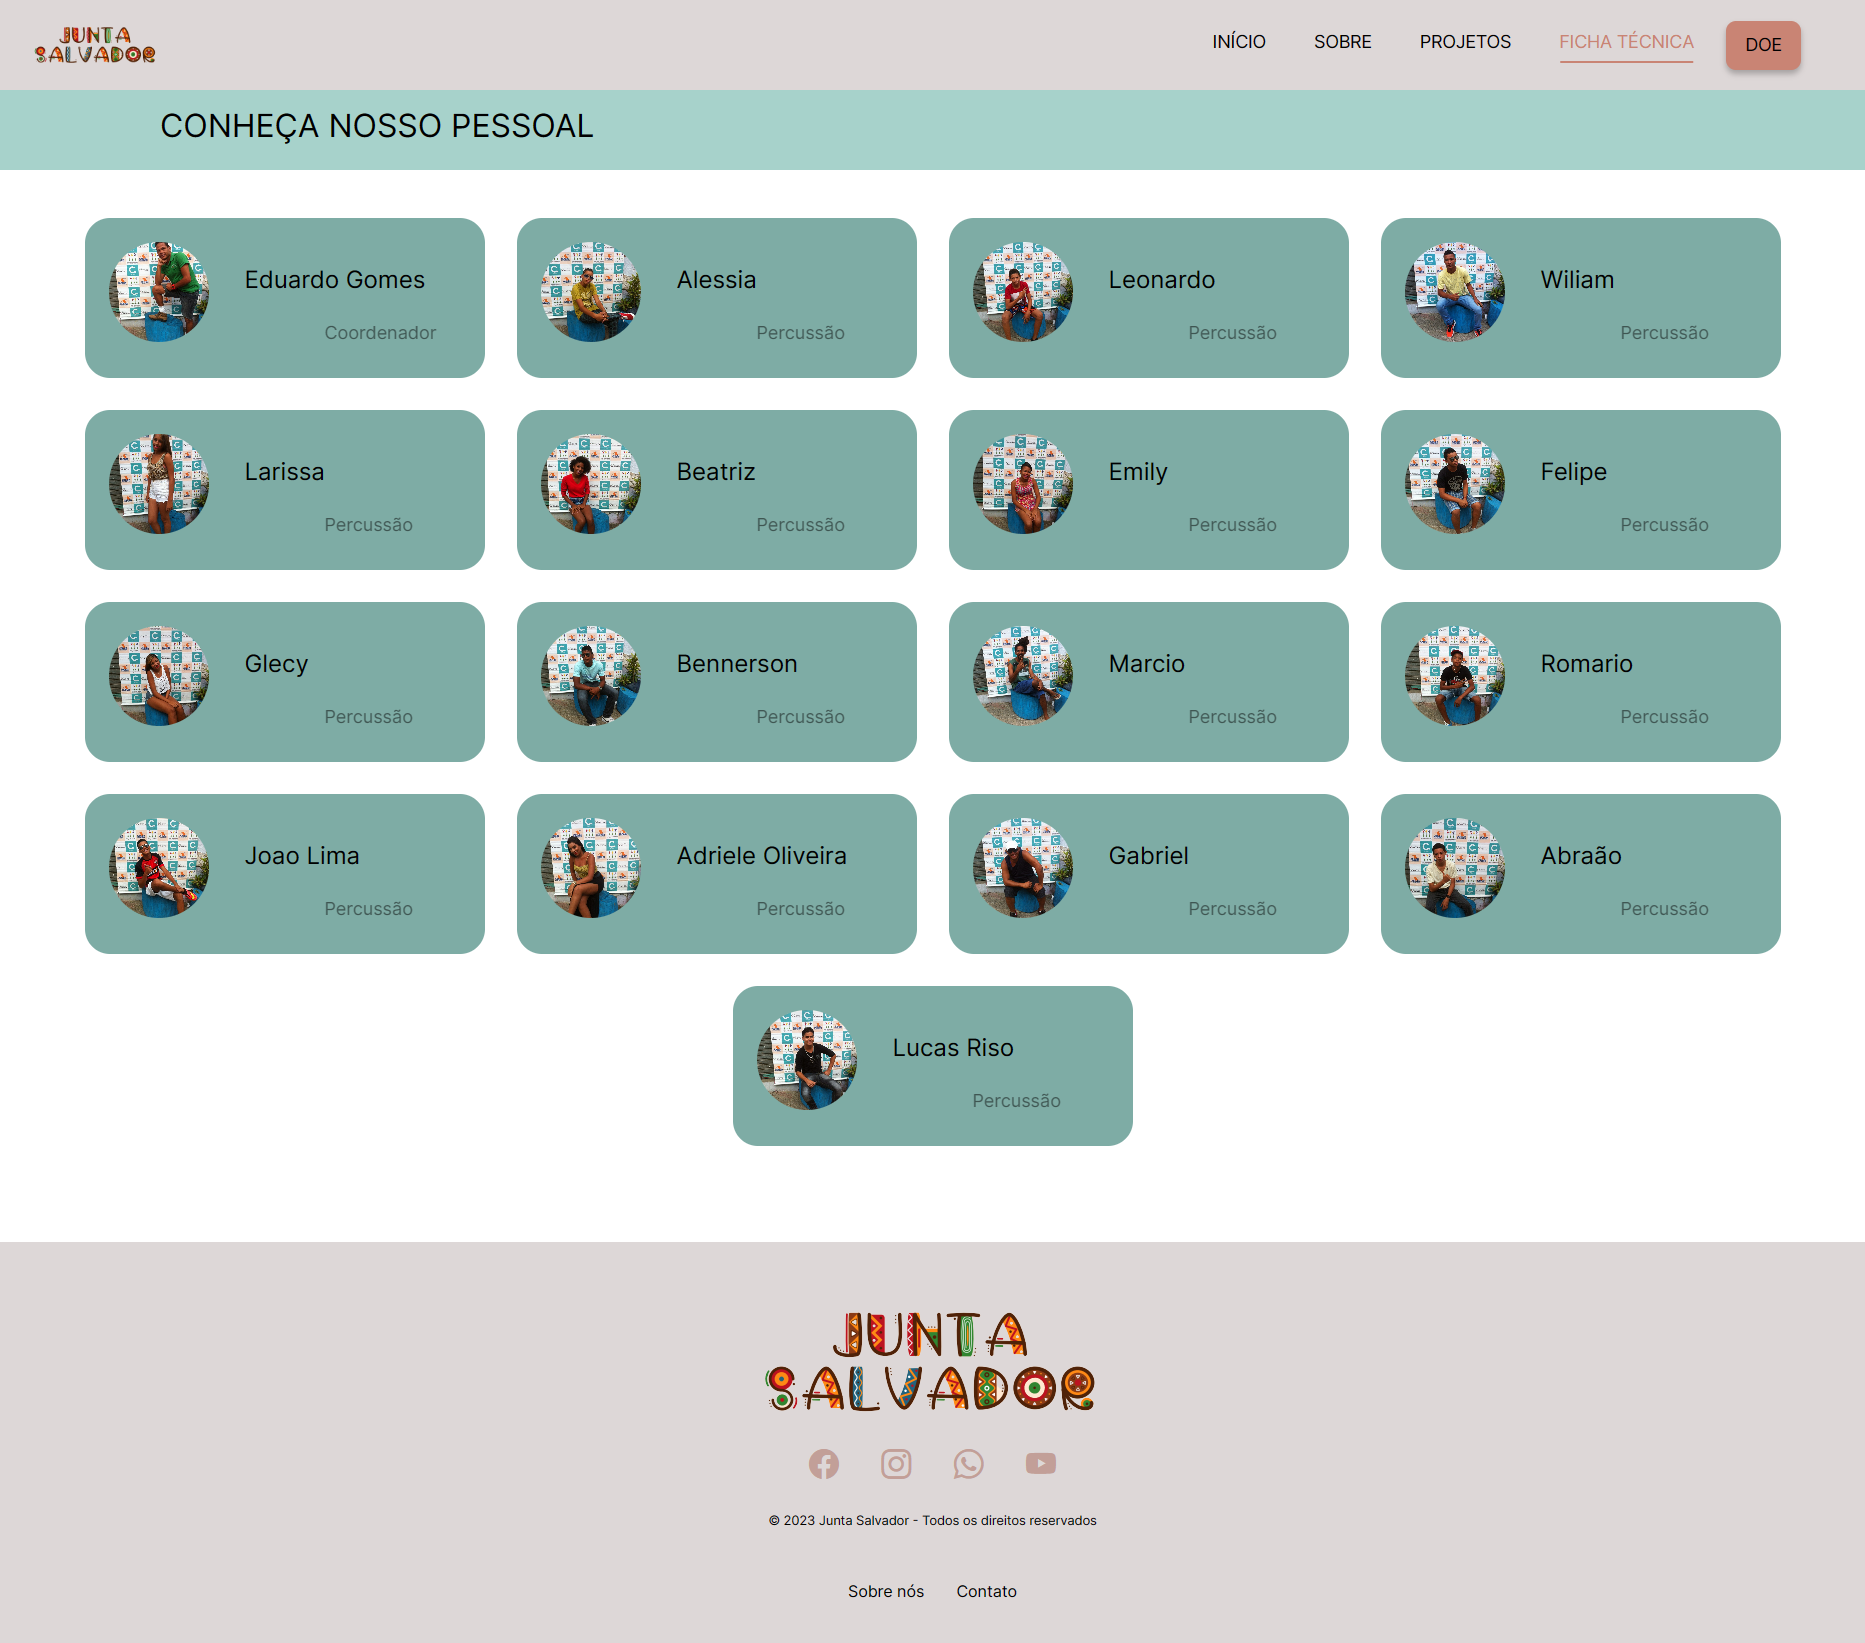 JUNTA
SALVADOR
INÍCIO SOBRE PROJETOS FICHA TÉCNICA DOE
CONHEÇA NOSSO PESSOAL
Eduardo Gomes
Coordenador
Alessia
Percussão
Leonardo
Percussão
Wiliam
Percussão
Larissa
Percussão
Beatriz
Percussão
Emily
Percussão
Felipe
Percussão
Glecy
Percussão
Bennerson
Percussão
Marcio
Percussão
Romario
Percussão
Joao Lima
Percussão
Adriele Oliveira
Percussão
Gabriel
Percussão
Abraão
Percussão
Lucas Riso
Percussão
JUNTA
SALVADOR
© 2023 Junta Salvador - Todos os direitos reservados
Sobre nós Contato